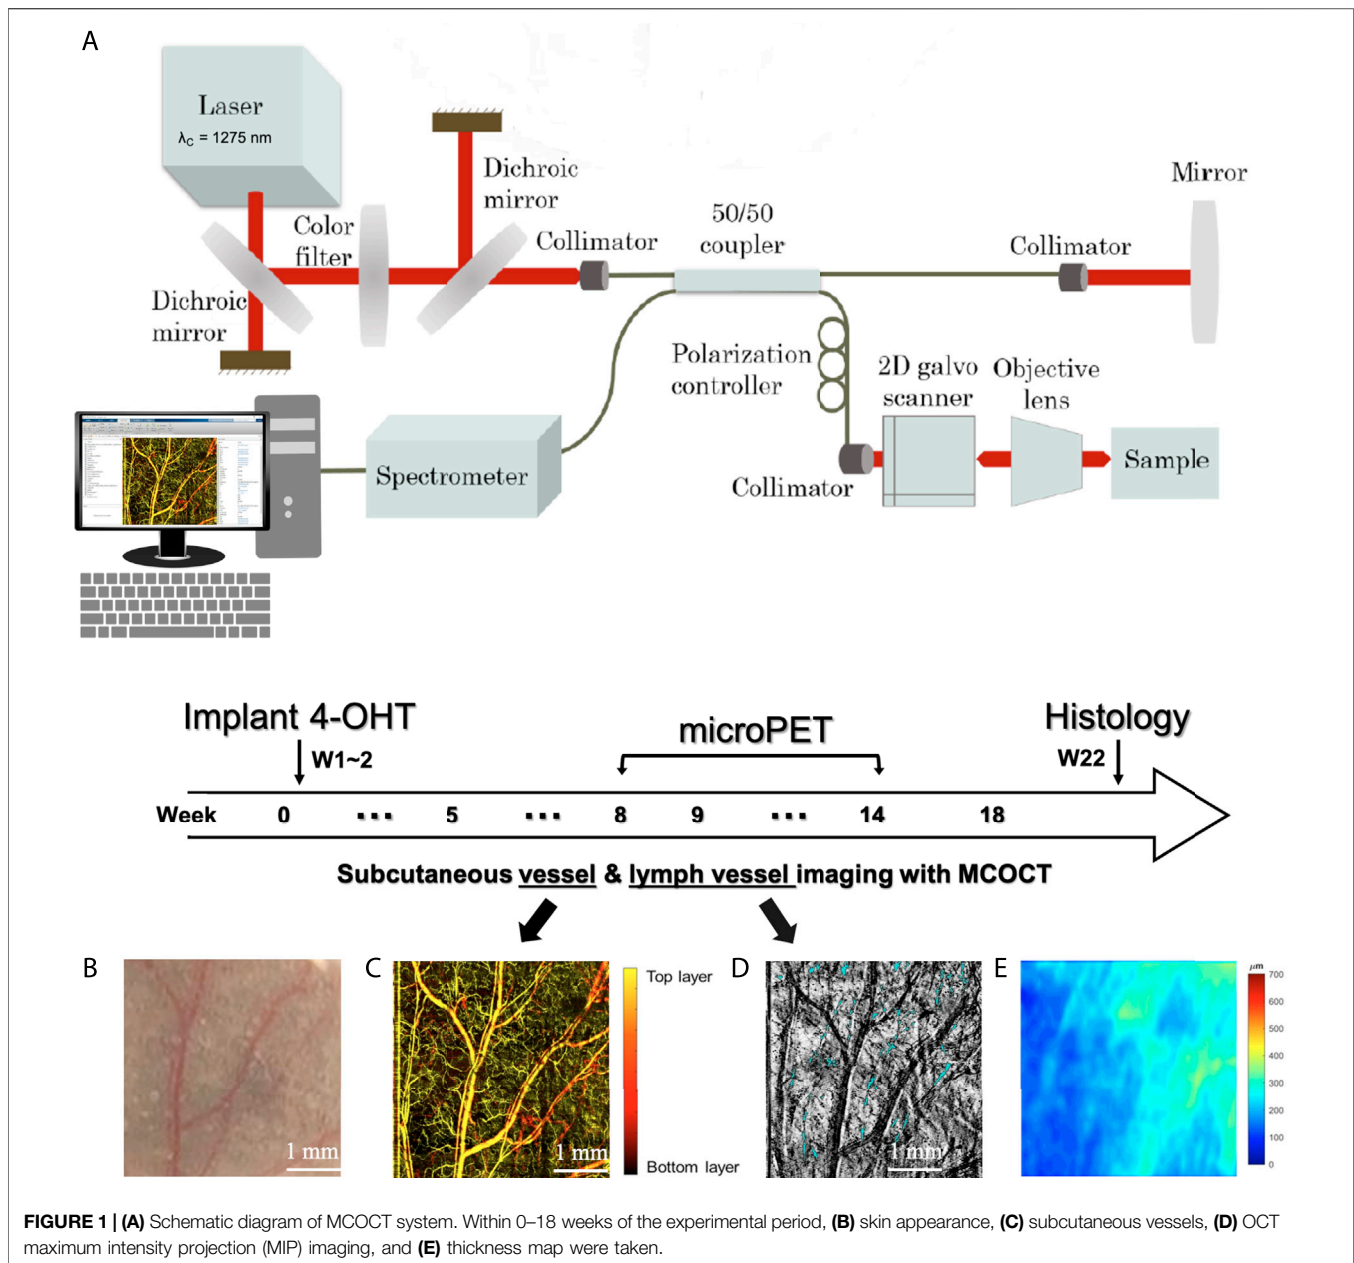 A
Laser
λC = 1275 nm
Dichroic
mirror
Color
filter
Dichroic
mirror
Collimator
50/50
coupler
Collimator
Mirror
Polarization
controller
2D galvo
scanner
Objective
lens
Collimator
Sample
Spectrometer
Implant 4-OHT
W1~2
microPET
Histology
W22
Week 0 ... 5 ... 8 9 ... 14 18
Subcutaneous vessel & lymph vessel imaging with MCOCT
B
1 mm
C
Top layer
Bottom layer
1 mm
D
1 mm
E
μm
700
600
500
400
300
200
100
0
FIGURE 1 | (A) Schematic diagram of MCOCT system. Within 0–18 weeks of the experimental period, (B) skin appearance, (C) subcutaneous vessels, (D) OCT
maximum intensity projection (MIP) imaging, and (E) thickness map were taken.